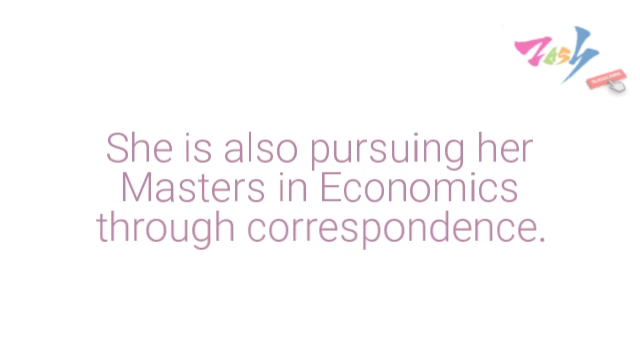 She is also pursuing her
Masters in Economics
through correspondence.